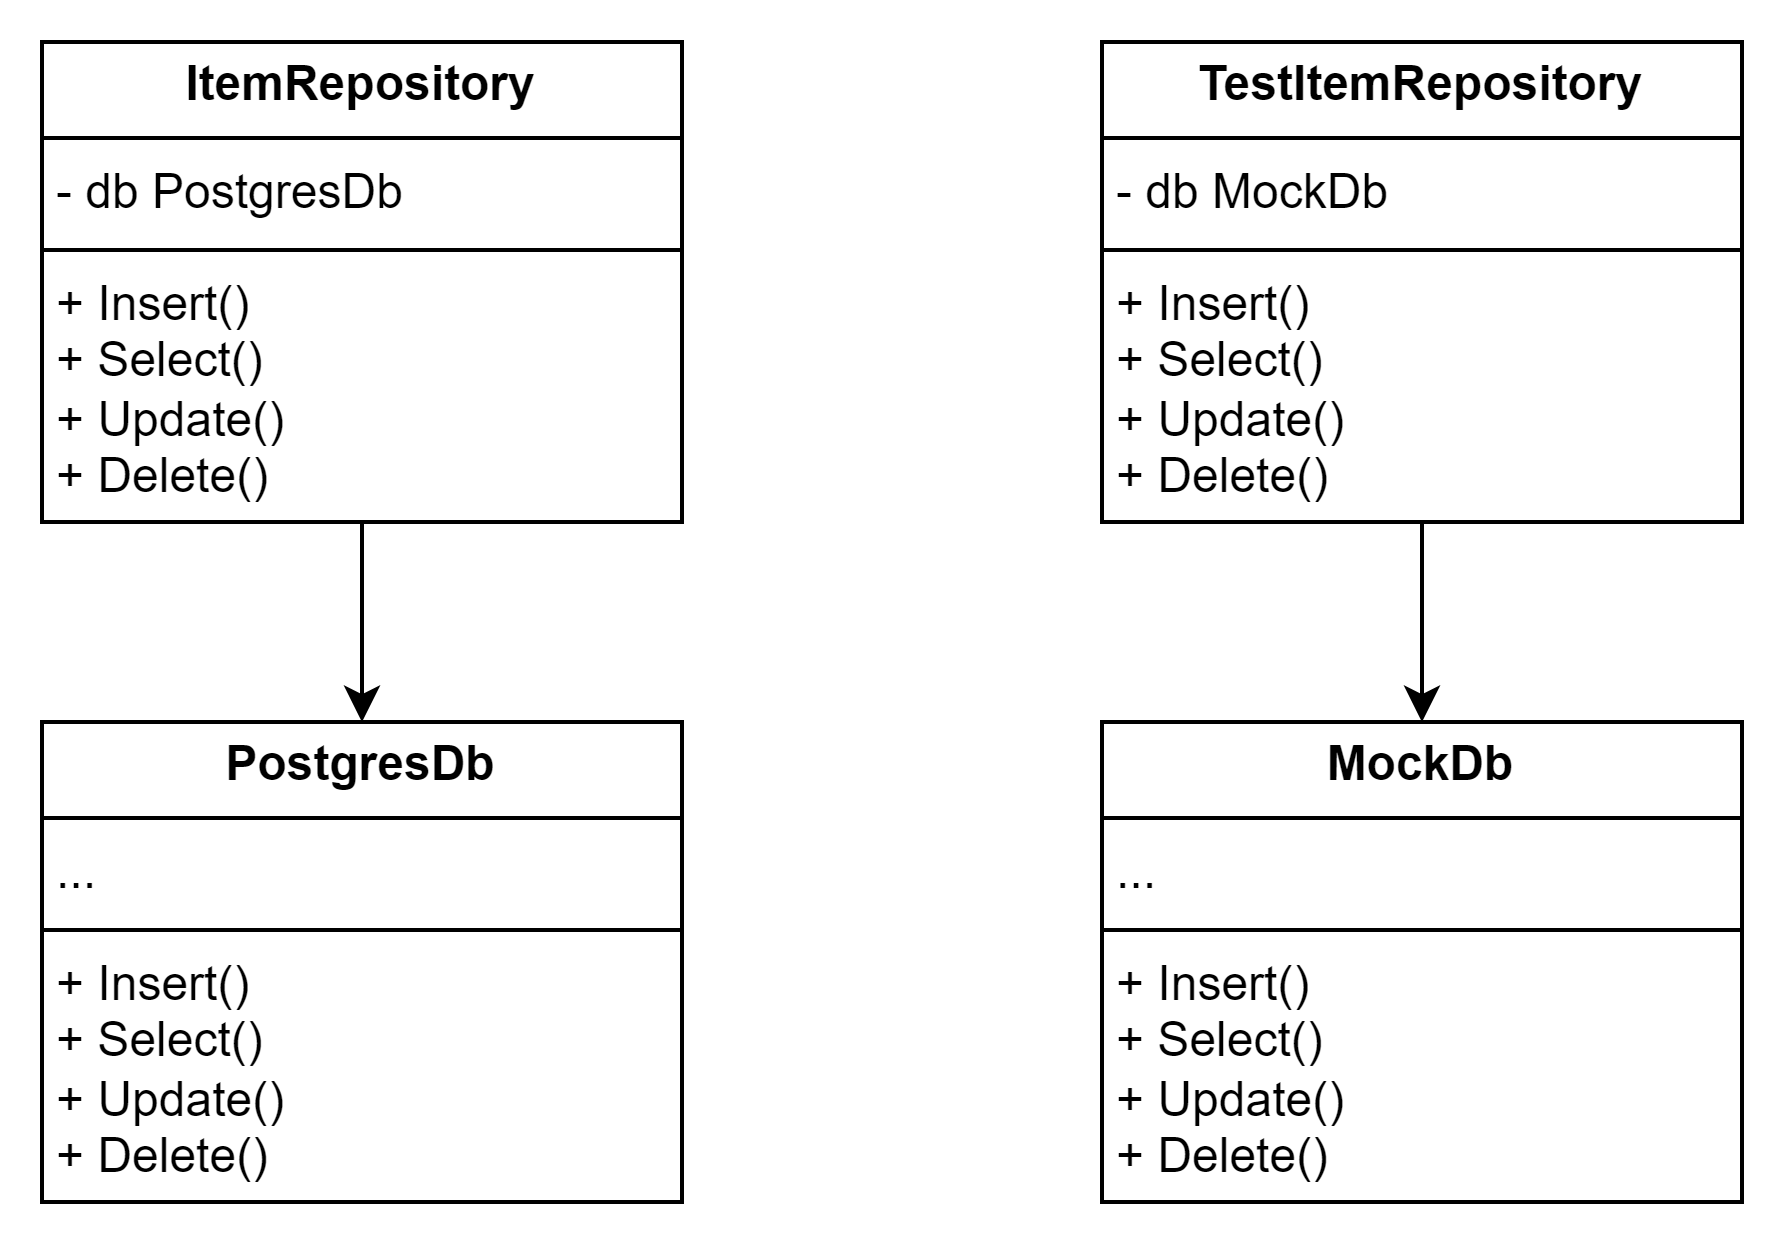 ItemRepository
- db PostgresDb
+ Insert()
+ Select()
+ Update()
+ Delete()
TestItemRepository
- db MockDb
+ Insert()
+ Select()
+ Update()
+ Delete()
PostgresDb
...
+ Insert()
+ Select()
+ Update()
+ Delete()
MockDb
...
+ Insert()
+ Select()
+ Update()
+ Delete()